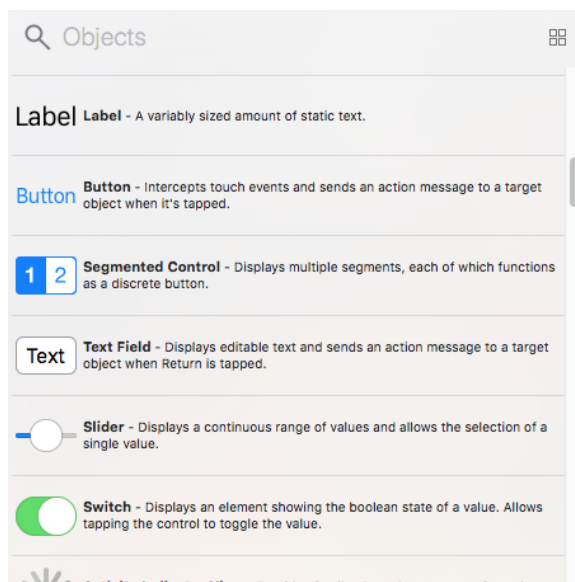 Objects
Label Label - A variably sized amount of static text.
Button Button - Intercepts touch events and sends an action message to a target
object when it's tapped.
1 2 Segmented Control - Displays multiple segments, each of which functions
as a discrete button.
Text Text Field - Displays editable text and sends an action message to a target
object when Return is tapped.
Slider - Displays a continuous range of values and allows the selection of a
single value.
Switch - Displays an element showing the boolean state of a value. Allows
tapping the control to toggle the value.